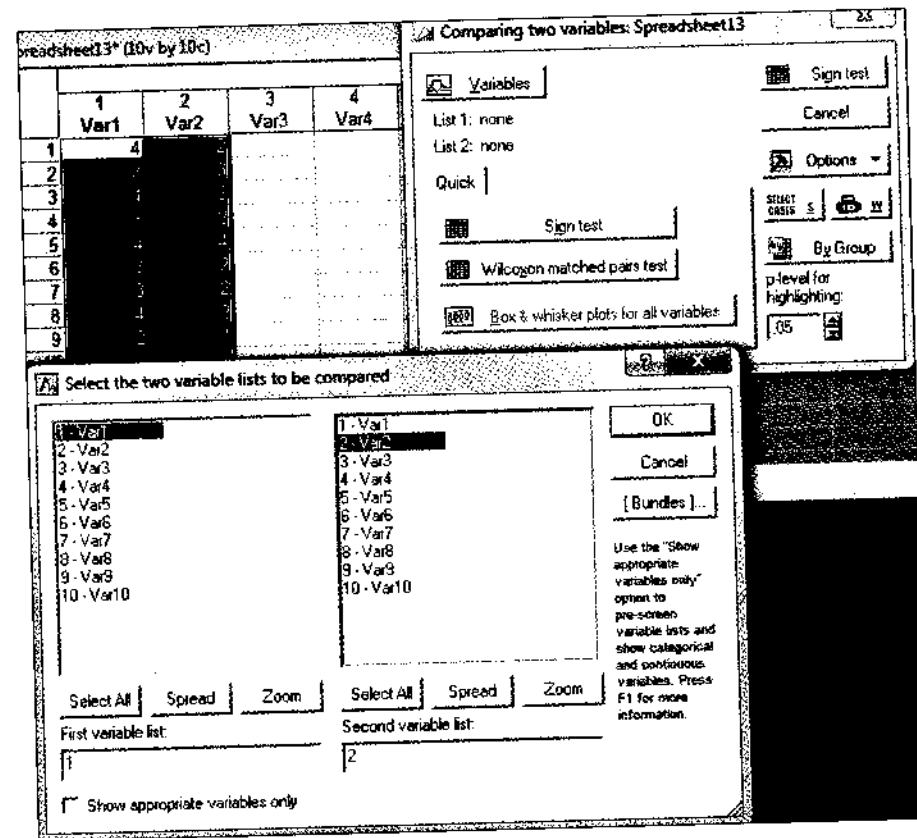 preadsheet13* (10v by 10c)
1 2 3 4
Var1 Var2 Var3 Var4
1 4
2
3
4
5
6
7
8
9
Comparing two variables: Spreadsheet13
Variables
List 1: none
List 2: none
Quick
Sign test
Wilcoxon matched pairs test
Box & whisker plots for all variables
Sign test
Cancel
Options
SELECT CASES S W
By Group
p-level for
highlighting:
.05
Select the two variable lists to be compared
1 - Var1
2 - Var2
3 - Var3
4 - Var4
5 - Var5
6 - Var6
7 - Var7
8 - Var8
9 - Var9
10 - Var10
1 - Var1
2 - Var2
3 - Var3
4 - Var4
5 - Var5
6 - Var6
7 - Var7
8 - Var8
9 - Var9
10 - Var10
OK
Cancel
[Bundles]...
Use the "Show
appropriate
variables only"
option to
pre-screen
variable lists and
show categorical
and continuous
variables. Press
F1 for more
information.
Select All Spread Zoom
Select All Spread Zoom
First variable list:
1
Second variable list:
2
Show appropriate variables only